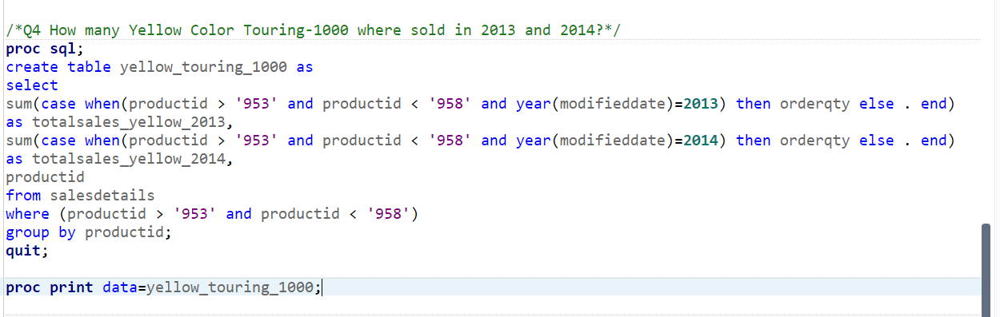 /*Q4 How many Yellow Color Touring-1000 where sold in 2013 and 2014?*/
proc sql;
create table yellow_touring_1000 as
select
sum(case when(productid > '953' and productid < '958' and year(modifieddate)=2013) then orderqty else . end)
as totalsales_yellow_2013,
sum(case when(productid > '953' and productid < '958' and year(modifieddate)=2014) then orderqty else . end)
as totalsales_yellow_2014,
productid
from salesdetails
where (productid > '953' and productid < '958')
group by productid;
quit;
proc print data=yellow_touring_1000;